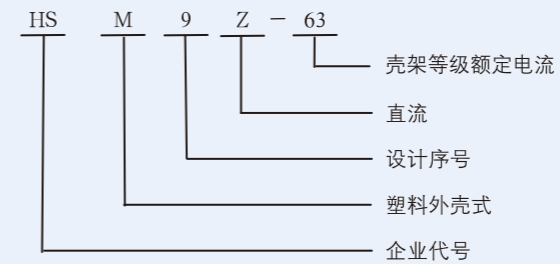 HS M 9 Z - 63
壳架等级额定电流
直流
设计序号
塑料外壳式
企业代号